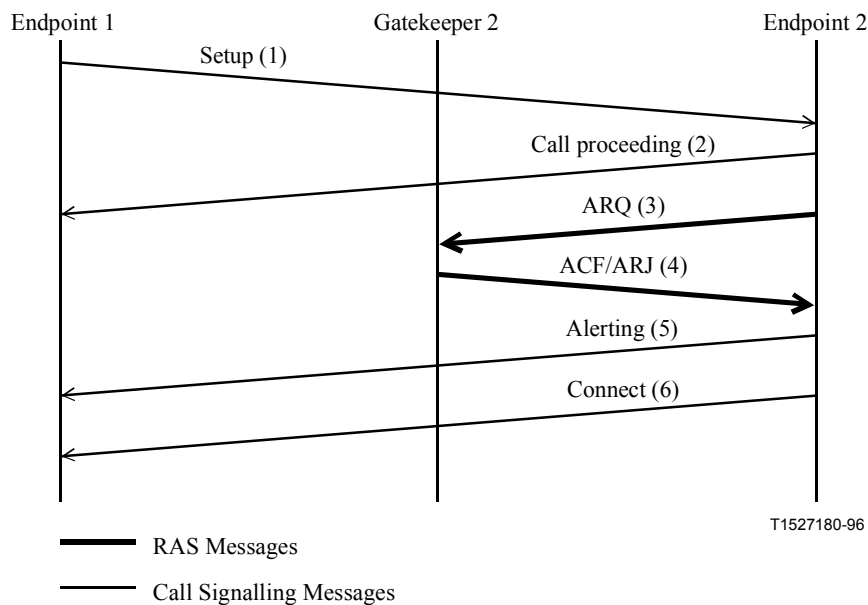 Endpoint 1
Gatekeeper 2
Endpoint 2
Setup (1)
Call proceeding (2)
ARQ (3)
ACF/ARJ (4)
Alerting (5)
Connect (6)
T1527180-96
RAS Messages
Call Signalling Messages